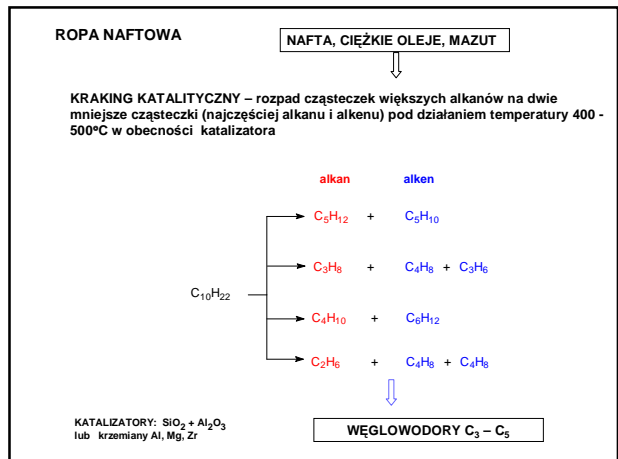 ROPA NAFTOWA
NAFTA, CIĘŻKIE OLEJE, MAZUT
KRAKING KATALITYCZNY – rozpad cząsteczek większych alkanów na dwie
mniejsze cząsteczki (najczęściej alkanu i alkenu) pod działaniem temperatury 400 -
500°C w obecności katalizatora
alkan alken
C₅H₁₂ + C₅H₁₀
C₃H₈ + C₄H₈ + C₃H₆
C₁₀H₂₂
C₄H₁₀ + C₆H₁₂
C₂H₆ + C₄H₈ + C₄H₈
KATALIZATORY: SiO₂ + Al₂O₃
lub krzemiany Al, Mg, Zr
WĘGLOWODORY C₃ – C₅